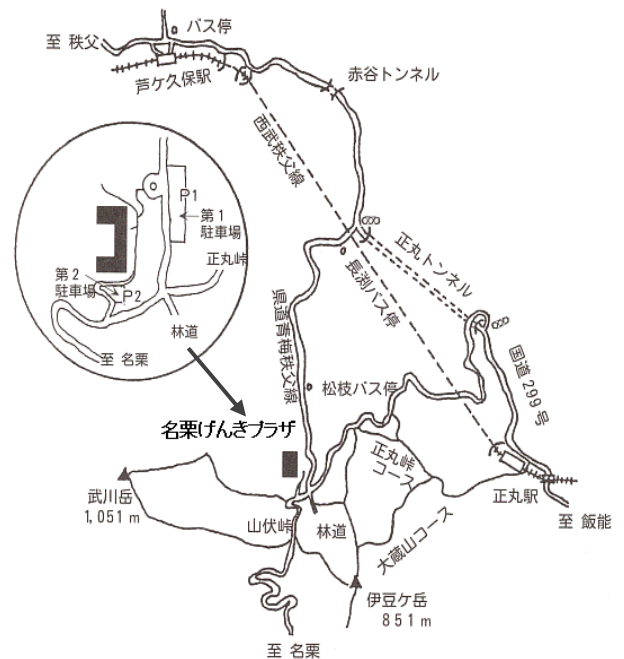 バス停
至 秩父
芦ケ久保駅
赤谷トンネル
西武秩父線
P1
第1
駐車場
正丸峠
第2
駐車場
P2
林道
至 名栗
正丸トンネル
長渕バス停
県道青梅秩父線
国道299号
松枝バス停
名栗げんきプラザ
正丸峠
コース
正丸駅
至 飯能
武川岳
1,051m
山伏峠
林道
大蔵山コース
伊豆ケ岳
851m
至 名栗